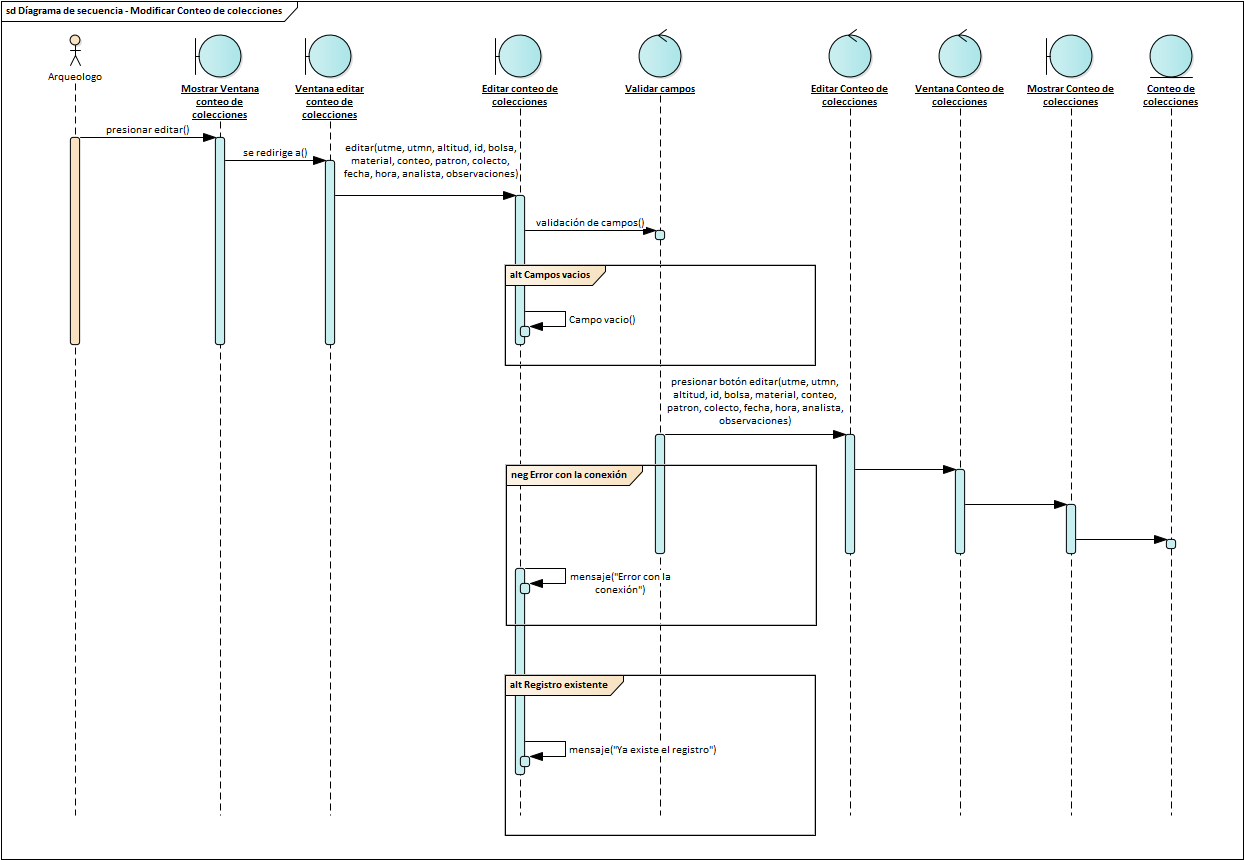 sd Díagrama de secuencia - Modificar Conteo de colecciones
Arqueologo
Mostrar Ventana
conteo de
colecciones
Ventana editar
conteo de
colecciones
Editar conteo de
colecciones
Validar campos
Editar Conteo de
colecciones
Ventana Conteo de
colecciones
Mostrar Conteo de
colecciones
Conteo de
colecciones
presionar editar()
se redirige a()
editar(utme, utmn, altitud, id, bolsa,
material, conteo, patron, colecto,
fecha, hora, analista, observaciones)
validación de campos()
alt Campos vacios
Campo vacio()
presionar botón editar(utme, utmn,
altitud, id, bolsa, material, conteo,
patron, colecto, fecha, hora, analista,
observaciones)
neg Error con la conexión
mensaje("Error con la
conexión")
alt Registro existente
mensaje("Ya existe el registro")